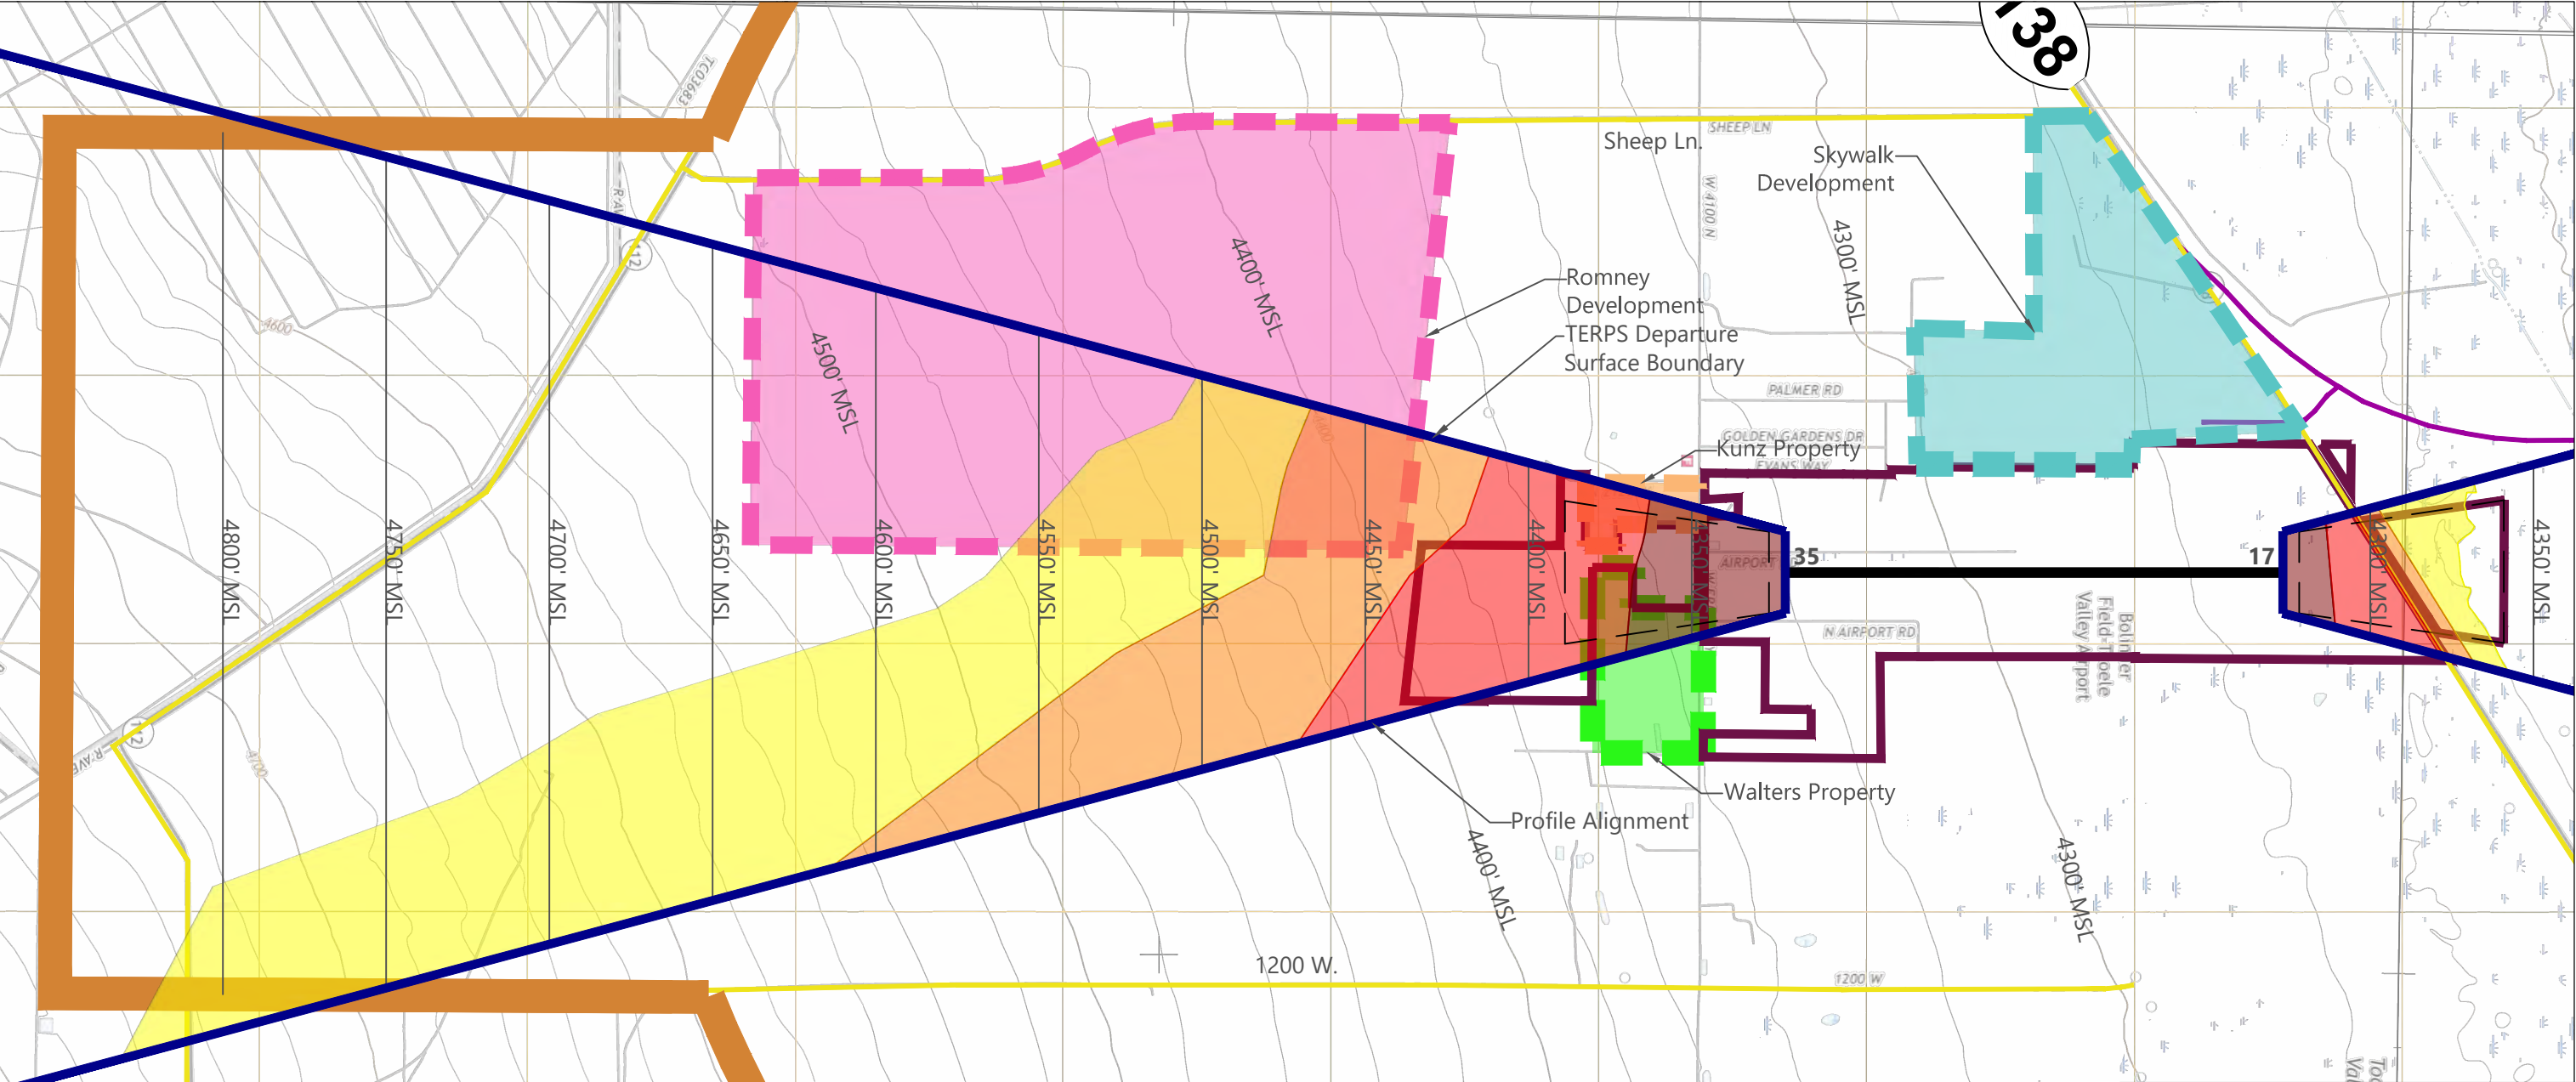 138
TC03683
Sheep Ln.
SHEEP LN
Skywalk
Development
W 4100 N
4300' MSL
4400' MSL
4500' MSL
Romney
Development
TERPS Departure
Surface Boundary
112
4600
PALMER RD
GOLDEN GARDENS DR
Kunz Property
EVANS WAY
4400
4800' MSL
4750' MSL
4700' MSL
4650' MSL
4600' MSL
4550' MSL
4500' MSL
4450' MSL
4400' MSL
4350' MSL
4300' MSL
4350' MSL
AIRPORT
35
17
N AIRPORT RD
Bolinder
Field-Tooele
Valley Airport
112
R AVE
4700
Walters Property
Profile Alignment
4400' MSL
4300' MSL
1200 W.
1200 W